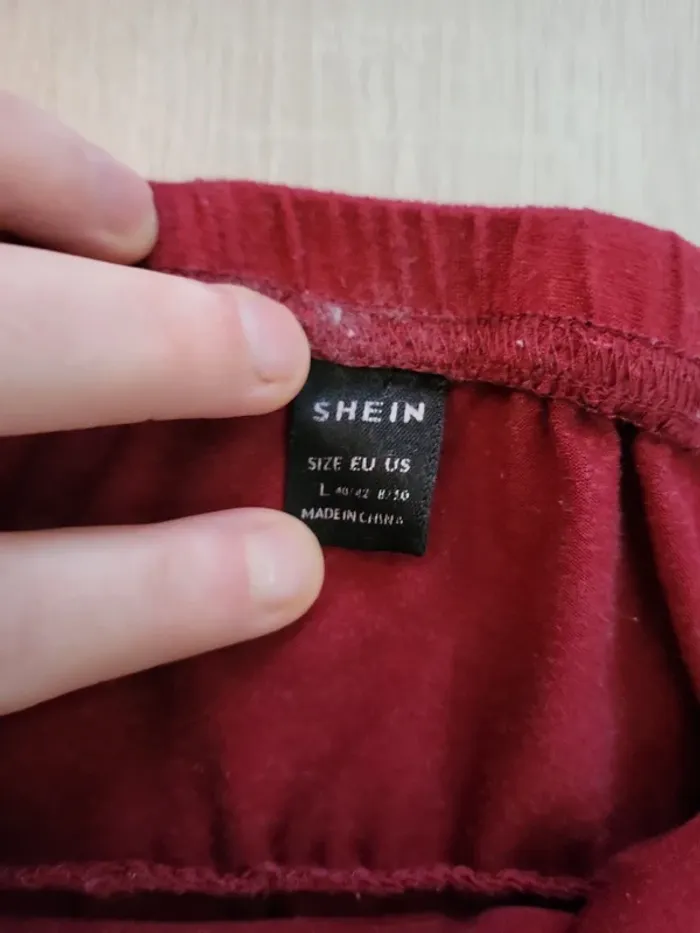 SHEIN
SIZE EU US
L 40/42 8/10
MADE IN CHINA